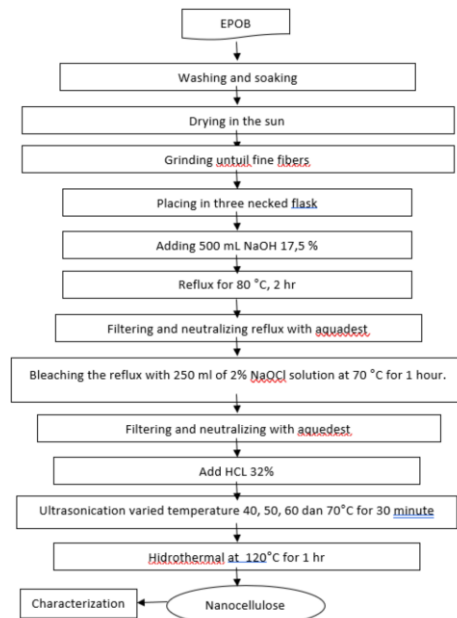 EPOB
Washing and soaking
Drying in the sun
Grinding untuil fine fibers
Placing in three necked flask
Adding 500 mL NaOH 17,5 %
Reflux for 80 °C, 2 hr
Filtering and neutralizing reflux with aquadest
Bleaching the reflux with 250 ml of 2% NaOCl solution at 70 °C for 1 hour.
Filtering and neutralizing with aquedest
Add HCL 32%
Ultrasonication varied temperature 40, 50, 60 dan 70°C for 30 minute
Hidrothermal at 120°C for 1 hr
Characterization
Nanocellulose